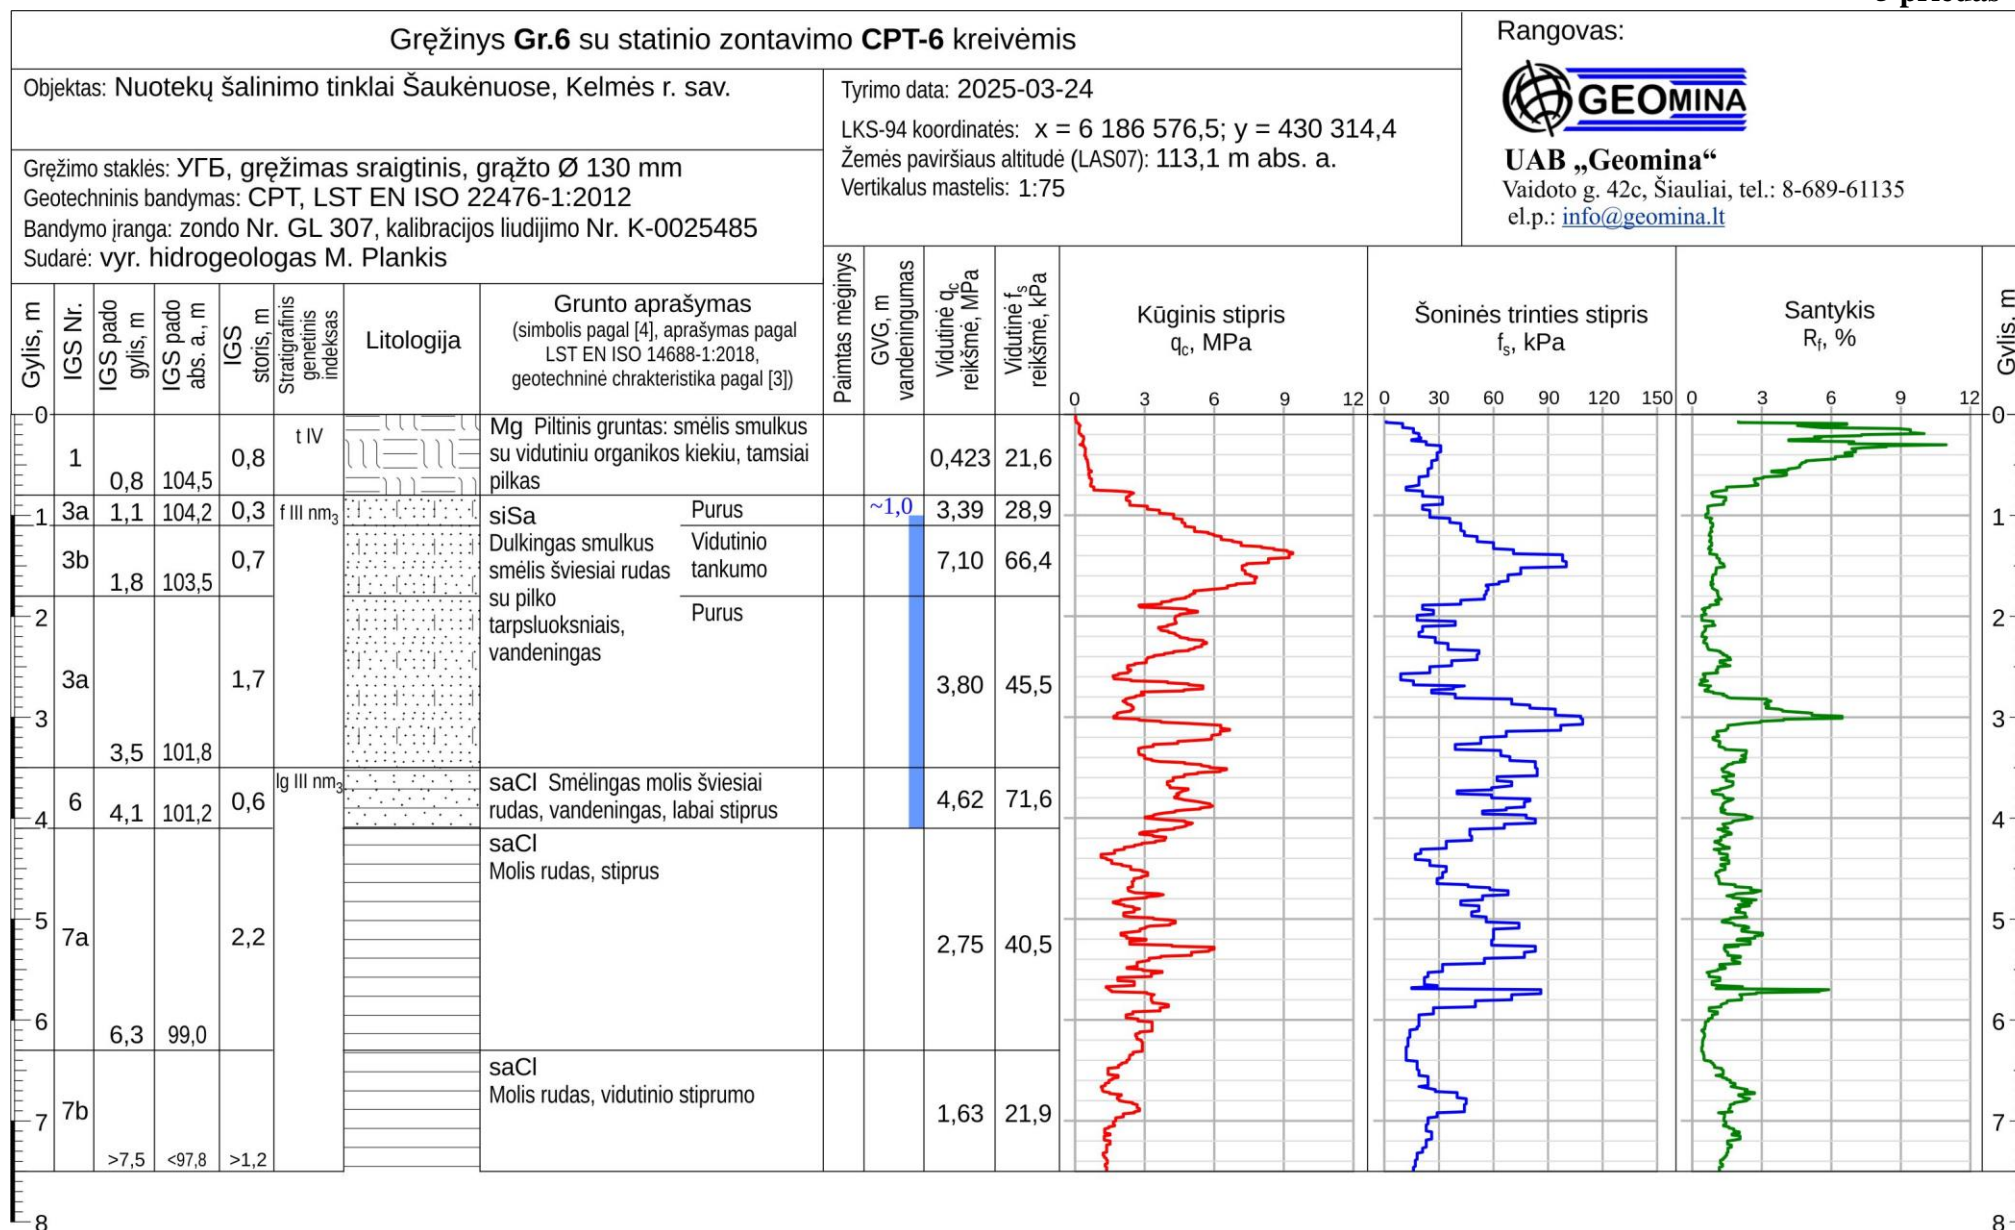 Gręžinys Gr.6 su statinio zontavimo CPT-6 kreivėmis
Objektas: Nuotekų šalinimo tinklai Šaukėnuose, Kelmės r. sav.
Gręžimo staklės: УГБ, gręžimas sraigtinis, grąžto Ø 130 mm
Geotechninis bandymas: CPT, LST EN ISO 22476-1:2012
Bandymo įranga: zondo Nr. GL 307, kalibracijos liudijimo Nr. K-0025485
Sudarė: vyr. hidrogeologas M. Plankis
Tyrimo data: 2025-03-24
LKS-94 koordinatės: x = 6 186 576,5; y = 430 314,4
Žemės paviršiaus altitudė (LAS07): 113,1 m abs. a.
Vertikalus mastelis: 1:75
Rangovas:
GEOMINA
UAB „Geomina“
Vaidoto g. 42c, Šiauliai, tel.: 8-689-61135
el.p.: info@geomina.lt
Gylis, m
IGS Nr.
IGS pado
gylis, m
IGS pado
abs. a., m
IGS
storis, m
Stratigrafinis
genetinis
indeksas
Litologija
Grunto aprašymas
(simbolis pagal [4], aprašymas pagal
LST EN ISO 14688-1:2018,
geotechninė chrakteristika pagal [3])
Paimtas mėginys
GVG, m
vandeningumas
Vidutinė qc
reikšmė, MPa
Vidutinė fs
reikšmė, kPa
Kūginis stipris
qc, MPa
0 3 6 9 12
Šoninės trinties stipris
fs, kPa
0 30 60 90 120 150
Santykis
Rf, %
0 3 6 9 12
Gylis, m
0
1
2
3
4
5
6
7
8
1 0,8 104,5 0,8 t IV
Mg Piltinis gruntas: smėlis smulkus
su vidutiniu organikos kiekiu, tamsiai
pilkas
0,423 21,6
3a 1,1 104,2 0,3 f III nm3
siSa
Dulkingas smulkus
smėlis šviesiai rudas
su pilko
tarpsluoksniais,
vandeningas
Purus
~1,0 3,39 28,9
3b 1,8 103,5 0,7
Vidutinio
tankumo
7,10 66,4
3a 3,5 101,8 1,7
Purus
3,80 45,5
6 4,1 101,2 0,6 lg III nm3
saCl Smėlingas molis šviesiai
rudas, vandeningas, labai stiprus
4,62 71,6
7a 6,3 99,0 2,2
saCl
Molis rudas, stiprus
2,75 40,5
7b >7,5 <97,8 >1,2
saCl
Molis rudas, vidutinio stiprumo
1,63 21,9
0
1
2
3
4
5
6
7
8